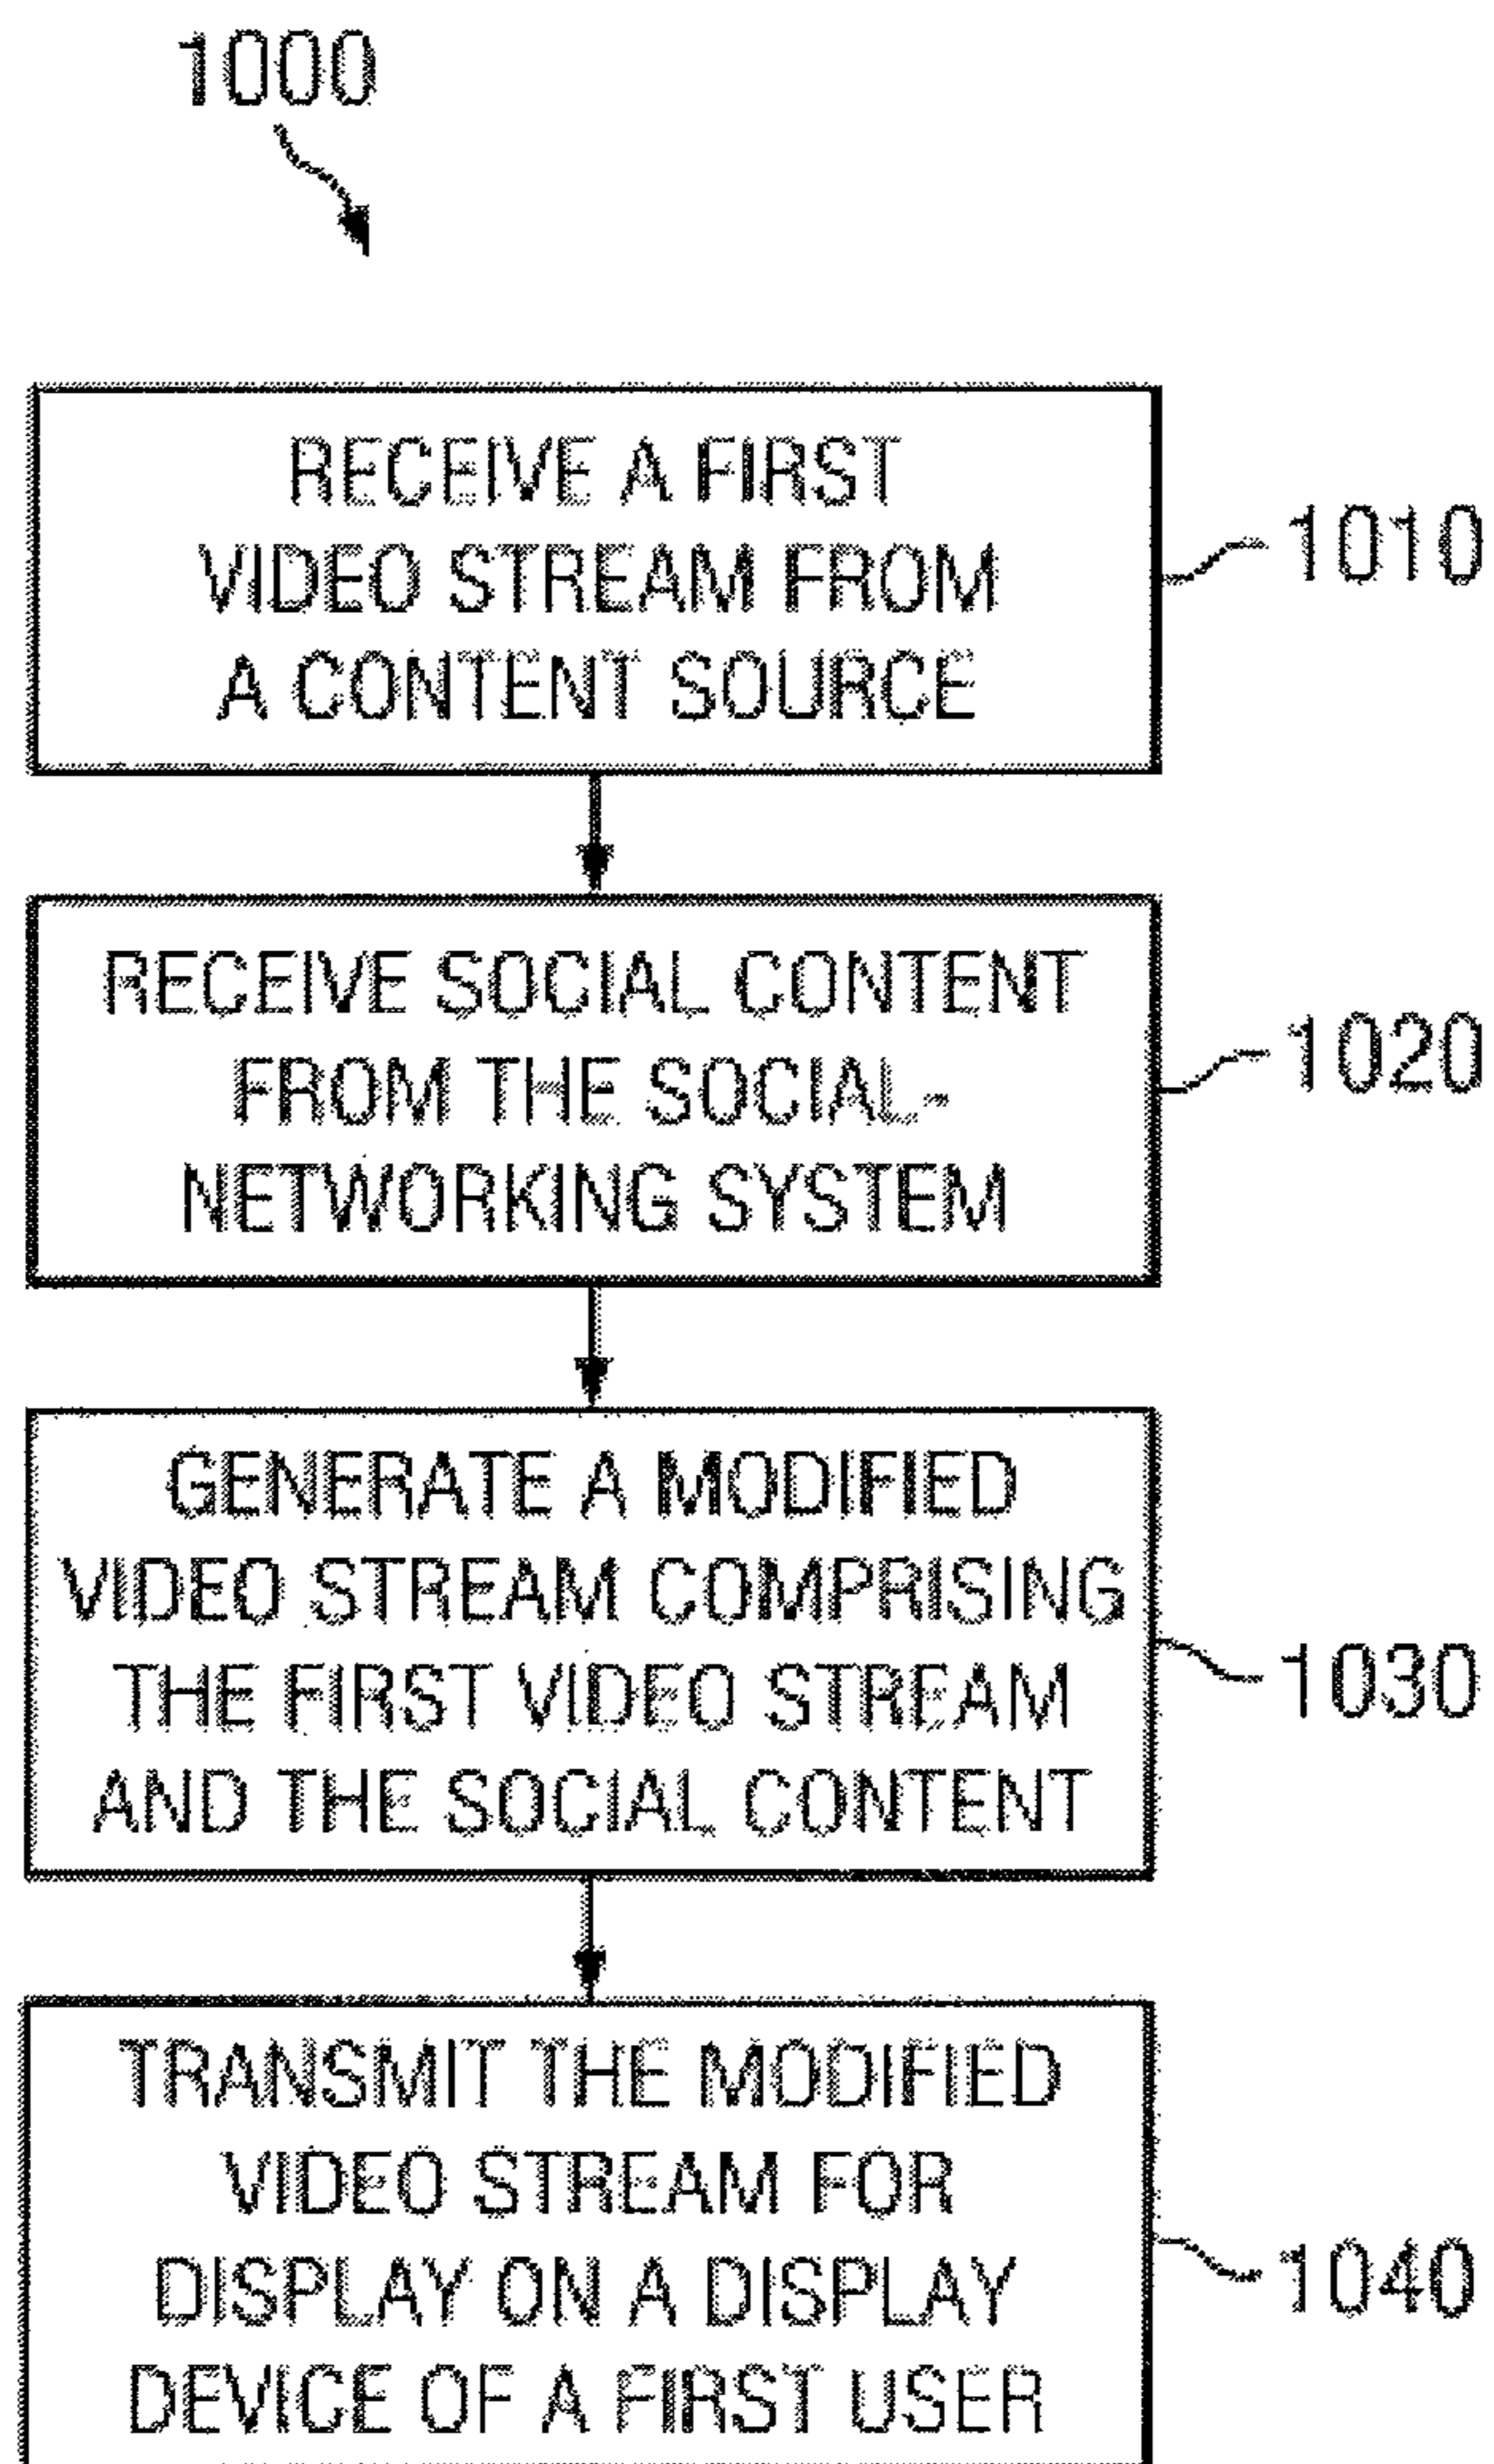 1000
RECEIVE A FIRST
VIDEO STREAM FROM
A CONTENT SOURCE
1010
RECEIVE SOCIAL CONTENT
FROM THE SOCIAL-
NETWORKING SYSTEM
1020
GENERATE A MODIFIED
VIDEO STREAM COMPRISING
THE FIRST VIDEO STREAM
AND THE SOCIAL CONTENT
1030
TRANSMIT THE MODIFIED
VIDEO STREAM FOR
DISPLAY ON A DISPLAY
DEVICE OF A FIRST USER
1040